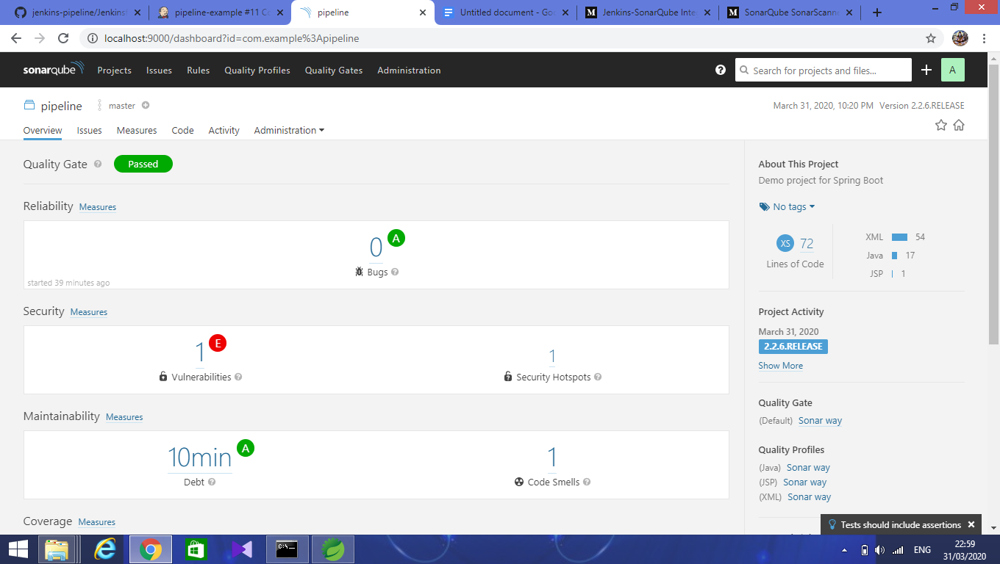 jenkins-pipeline/Jenkinsf
pipeline-example #11 Co
pipeline
Untitled document - Goo
Jenkins-SonarQube Inte
SonarQube SonarScanne
localhost:9000/dashboard?id=com.example%3Apipeline
sonarqube Projects Issues Rules Quality Profiles Quality Gates Administration Search for projects and files... A
pipeline master March 31, 2020, 10:20 PM Version 2.2.6.RELEASE
Overview Issues Measures Code Activity Administration
Quality Gate Passed
Reliability Measures
0 A
Bugs
started 39 minutes ago
Security Measures
1 E
Vulnerabilities
1
Security Hotspots
Maintainability Measures
10min A
Debt
1
Code Smells
Coverage Measures
About This Project
Demo project for Spring Boot
No tags
XS 72
Lines of Code
XML 54
Java 17
JSP 1
Project Activity
March 31, 2020
2.2.6.RELEASE
Show More
Quality Gate
(Default) Sonar way
Quality Profiles
(Java) Sonar way
(JSP) Sonar way
(XML) Sonar way
Tests should include assertions
C:\_
ENG
22:59
31/03/2020